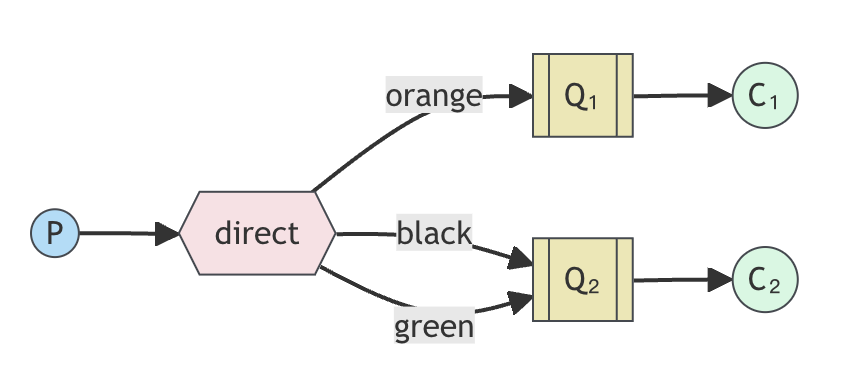 P
direct
orange
black
green
Q₁
Q₂
C₁
C₂